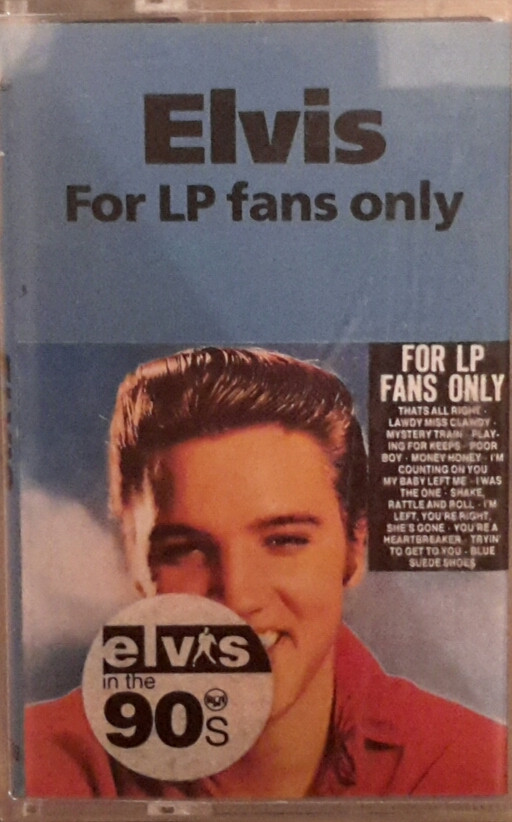 Elvis
For LP fans only
FOR LP
FANS ONLY
THATS ALL RIGHT ·
LAWDY MISS CLAWDY ·
MYSTERY TRAIN · PLAY-
ING FOR KEEPS · POOR
BOY · MONEY HONEY · I'M
COUNTING ON YOU
MY BABY LEFT ME · I WAS
THE ONE · SHAKE,
RATTLE AND ROLL · I'M
LEFT, YOU'RE RIGHT,
SHE'S GONE · YOU'RE A
HEARTBREAKER · TRYIN'
TO GET TO YOU · BLUE
SUEDE SHOES
elvis
in the
90s
RCA